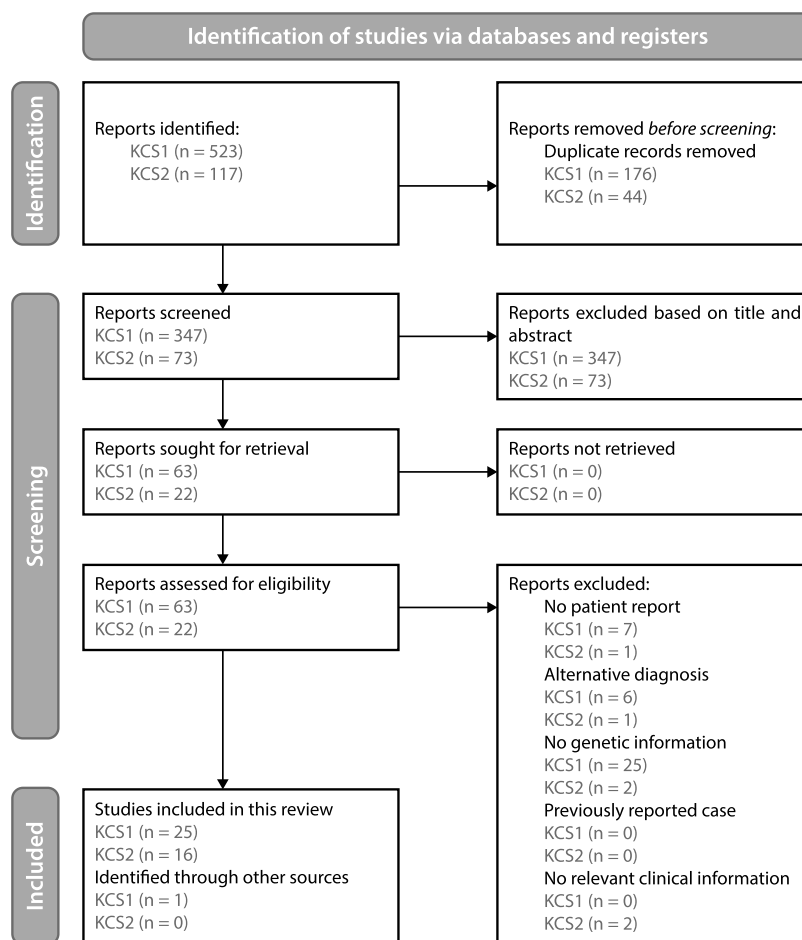 Identification of studies via databases and registers
Identification
Reports identified:
KCS1 (n = 523)
KCS2 (n = 117)
Reports removed before screening:
Duplicate records removed
KCS1 (n = 176)
KCS2 (n = 44)
Screening
Reports screened
KCS1 (n = 347)
KCS2 (n = 73)
Reports excluded based on title and
abstract
KCS1 (n = 347)
KCS2 (n = 73)
Reports sought for retrieval
KCS1 (n = 63)
KCS2 (n = 22)
Reports not retrieved
KCS1 (n = 0)
KCS2 (n = 0)
Reports assessed for eligibility
KCS1 (n = 63)
KCS2 (n = 22)
Reports excluded:
No patient report
KCS1 (n = 7)
KCS2 (n = 1)
Alternative diagnosis
KCS1 (n = 6)
KCS2 (n = 1)
No genetic information
KCS1 (n = 25)
KCS2 (n = 2)
Previously reported case
KCS1 (n = 0)
KCS2 (n = 0)
No relevant clinical information
KCS1 (n = 0)
KCS2 (n = 2)
Included
Studies included in this review
KCS1 (n = 25)
KCS2 (n = 16)
Identified through other sources
KCS1 (n = 1)
KCS2 (n = 0)